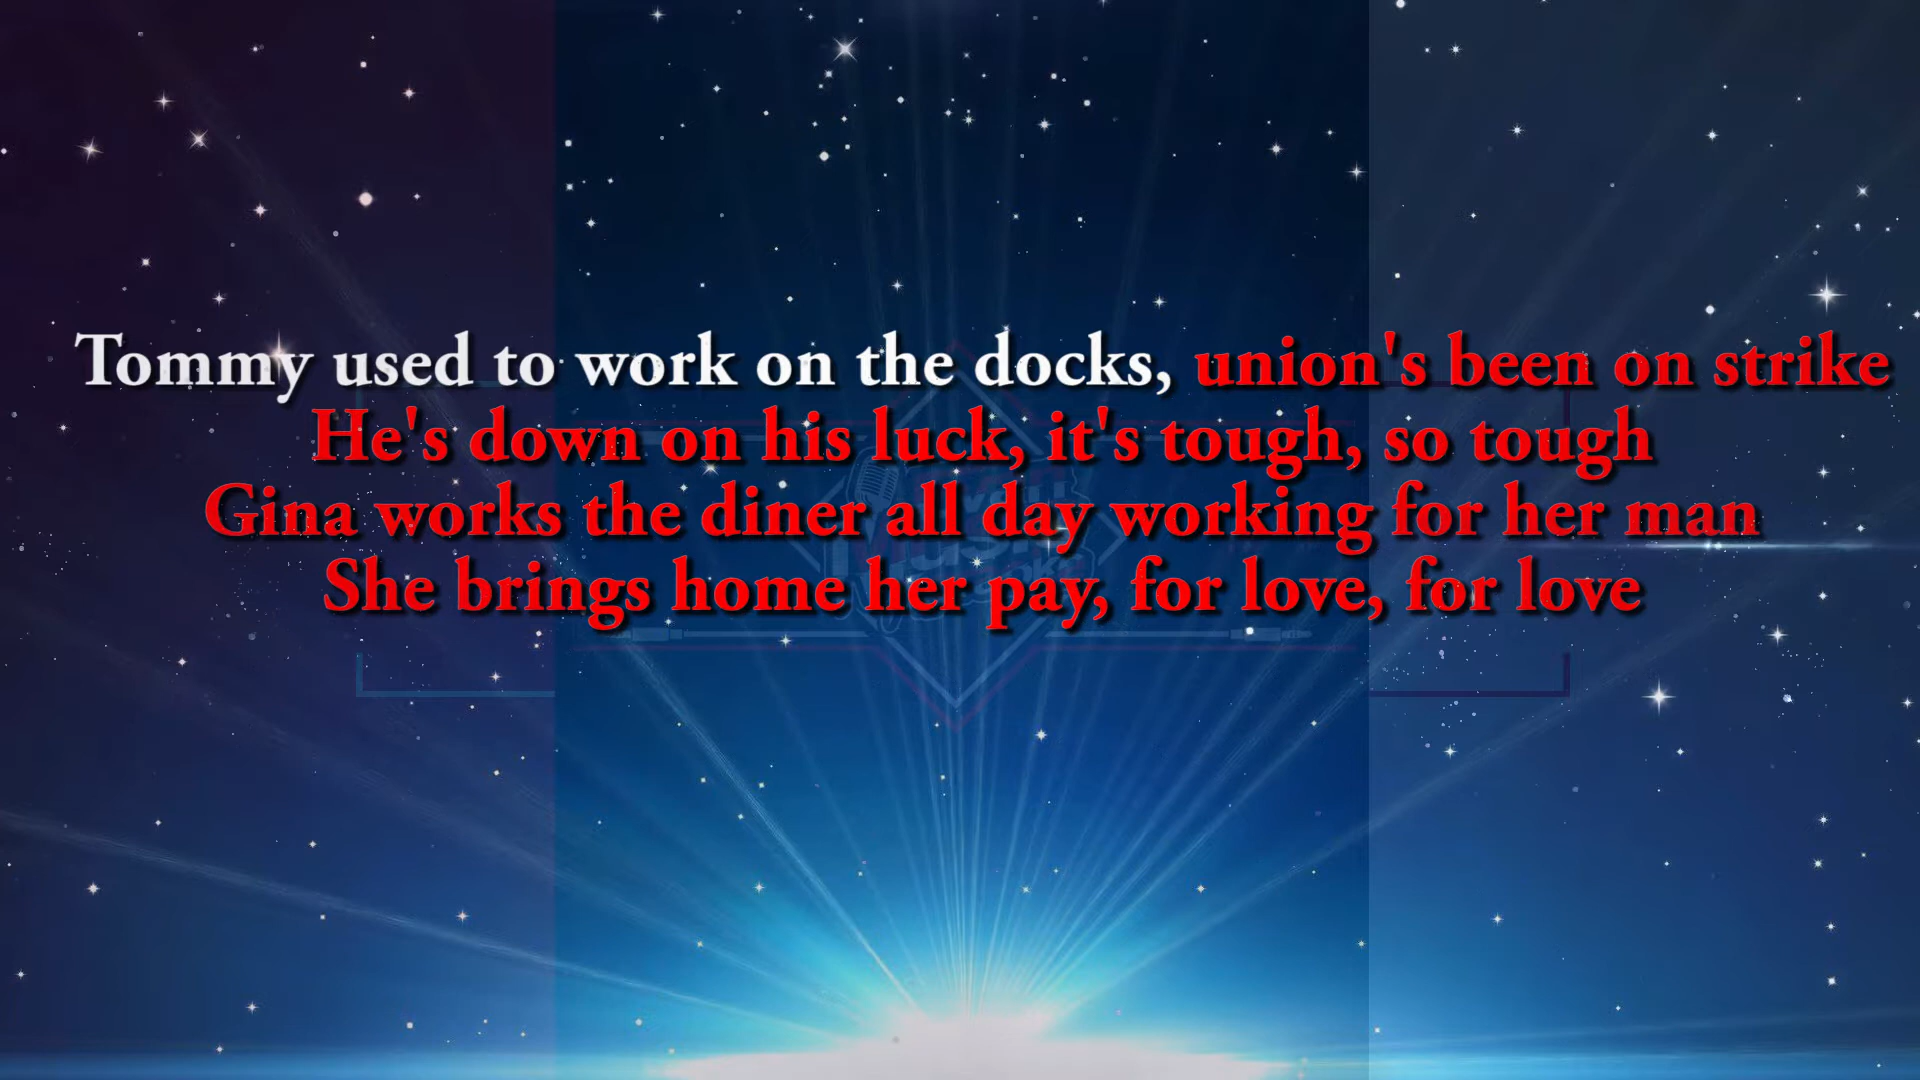 Tommy used to work on the docks, union's been on strike
He's down on his luck, it's tough, so tough
Gina works the diner all day working for her man
She brings home her pay, for love, for love